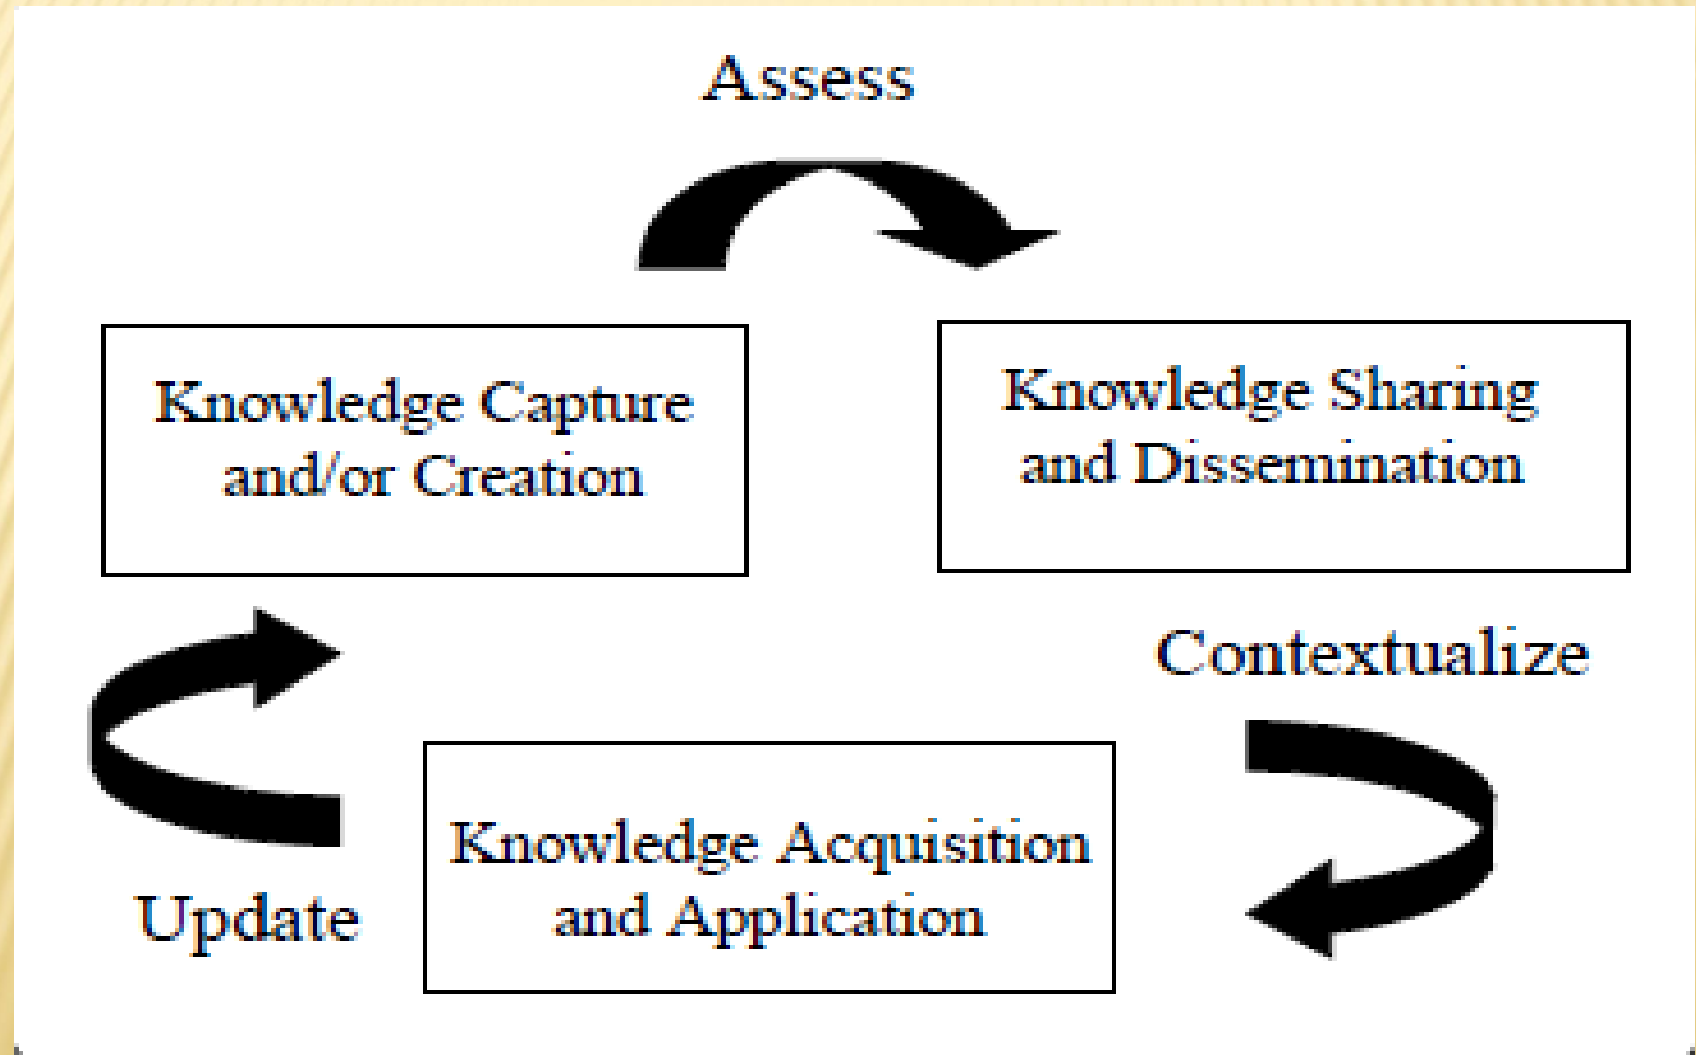 Assess
Knowledge Capture
and/or Creation
Knowledge Sharing
and Dissemination
Contextualize
Knowledge Acquisition
and Application
Update